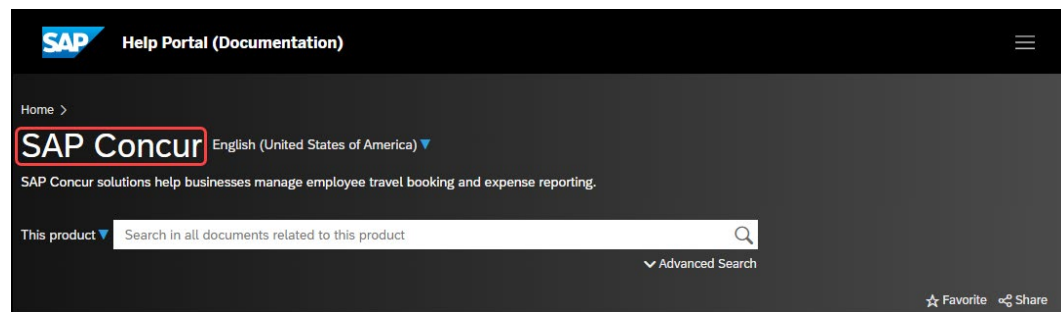 SAP Help Portal (Documentation)
Home >
SAP Concur English (United States of America)
SAP Concur solutions help businesses manage employee travel booking and expense reporting.
This product Search in all documents related to this product
Advanced Search
Favorite Share